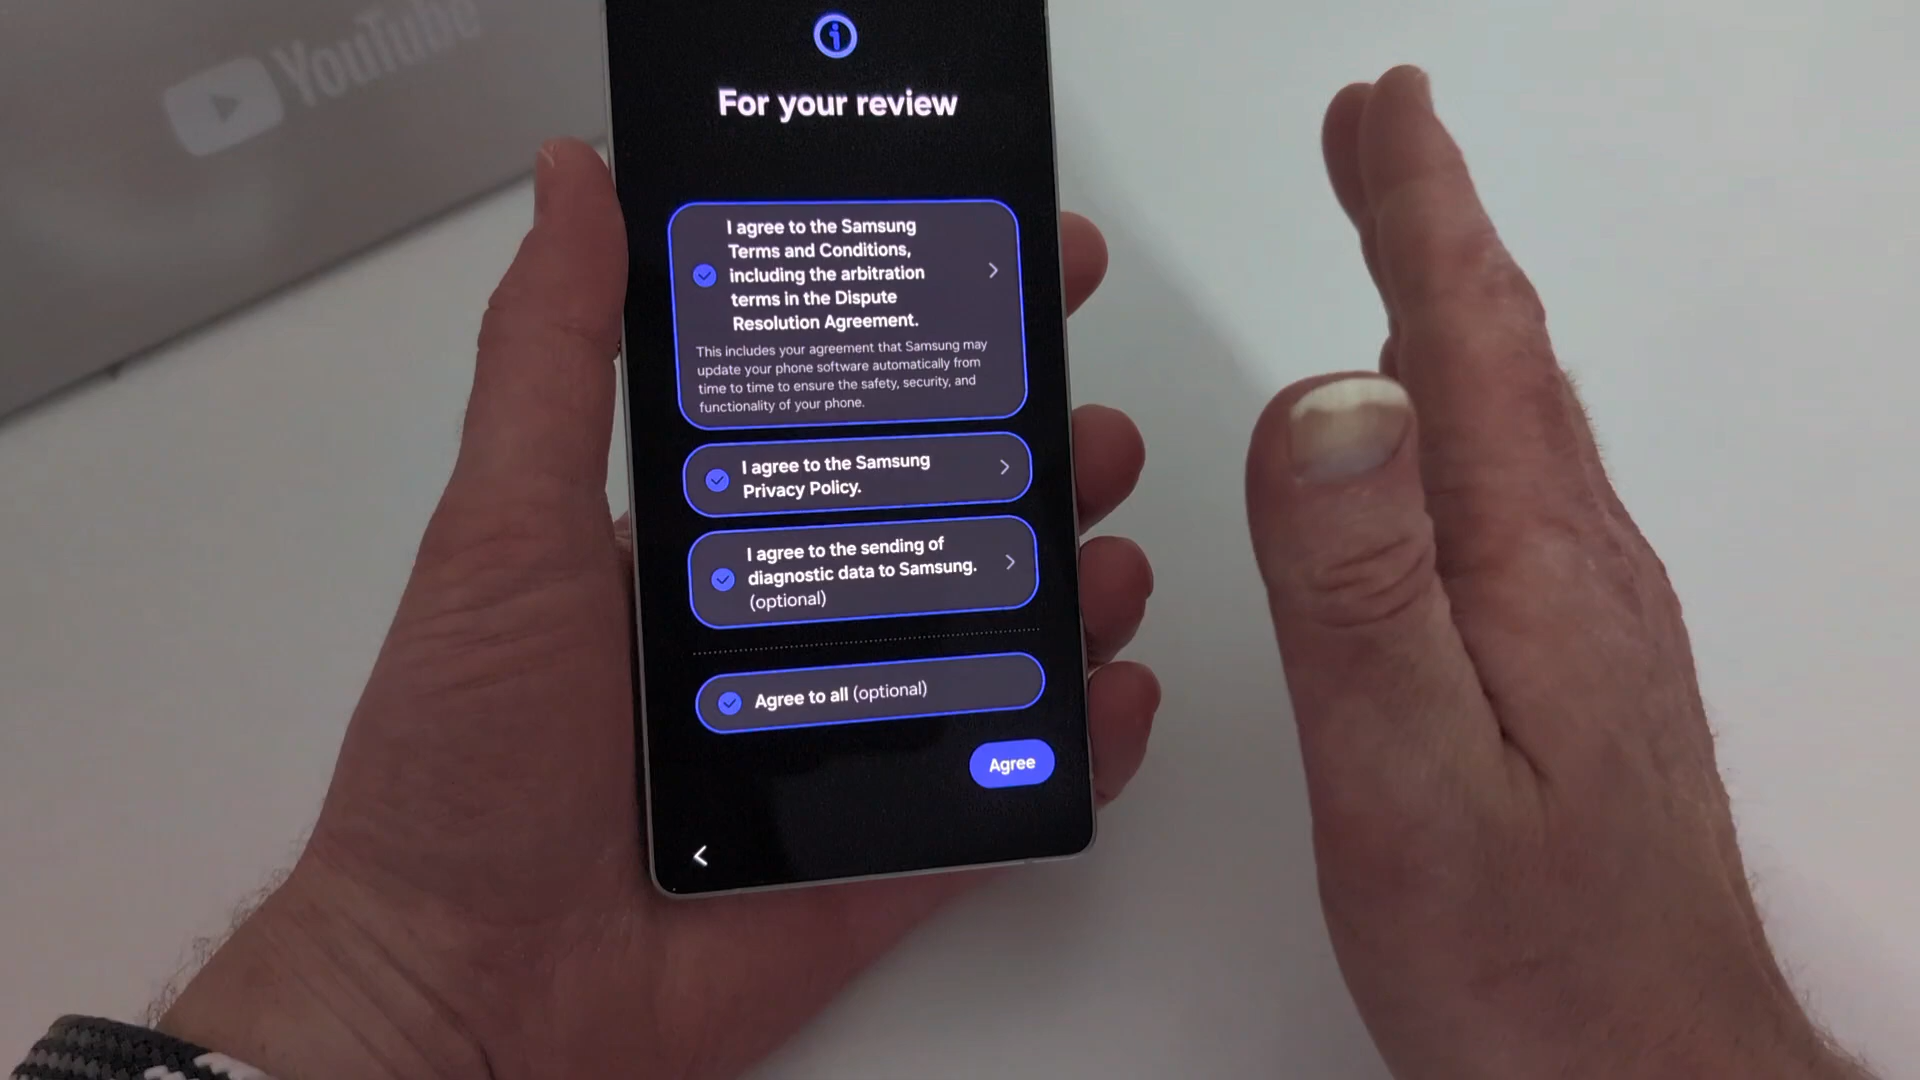 YouTube
For your review
I agree to the Samsung
Terms and Conditions,
including the arbitration
terms in the Dispute
Resolution Agreement.
This includes your agreement that Samsung may
update your phone software automatically from
time to time to ensure the safety, security, and
functionality of your phone.
I agree to the Samsung
Privacy Policy.
I agree to the sending of
diagnostic data to Samsung.
(optional)
Agree to all (optional)
Agree